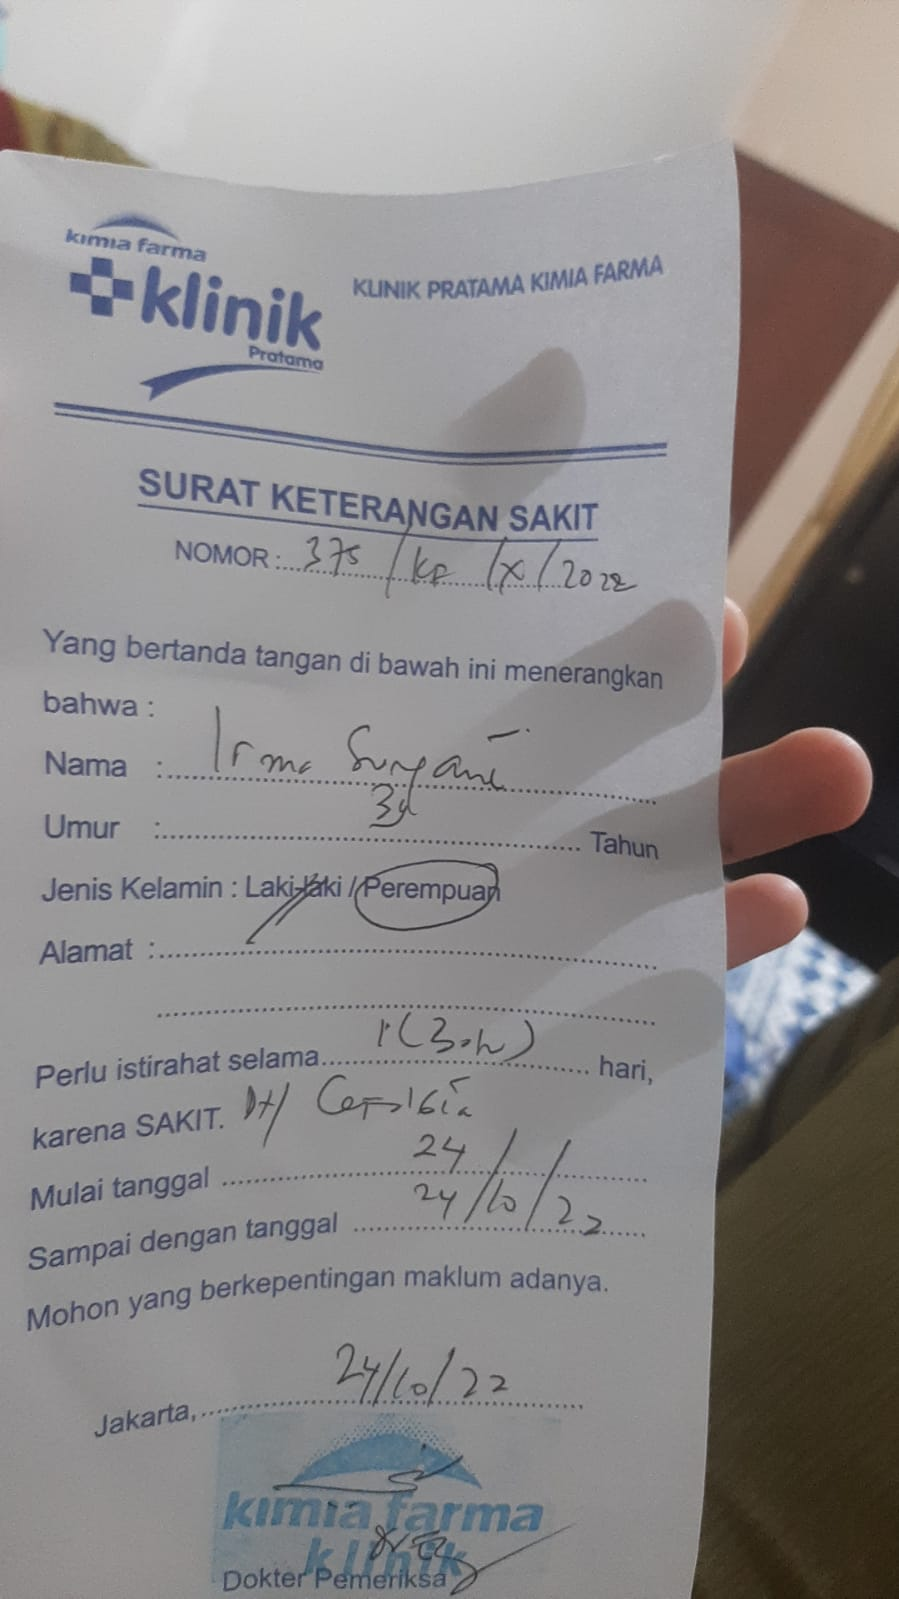 kimia farma
klinik
Pratama
KLINIK PRATAMA KIMIA FARMA
SURAT KETERANGAN SAKIT
NOMOR : 375 / KF / X / 2022
Yang bertanda tangan di bawah ini menerangkan
bahwa :
Nama : Irma Suryani
Umur : Tahun
Jenis Kelamin : Laki-laki / Perempuan
Alamat :
Perlu istirahat selama 1 ( ) hari,
karena SAKIT.
Mulai tanggal 24 /  /
Sampai dengan tanggal 24/10/22
Mohon yang berkepentingan maklum adanya.
Jakarta, 24/10/22
kimia farma
klinik
Dokter Pemeriksa